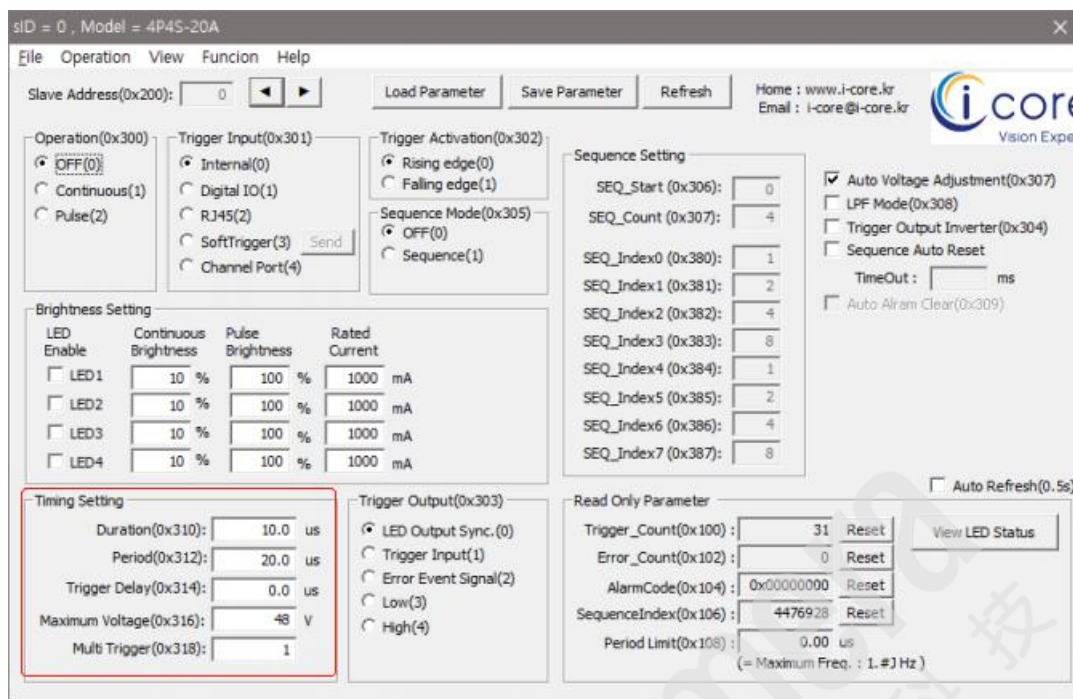 sID = 0 , Model = 4P4S-20A
File Operation View Funcion Help
Slave Address(0x200): 0 Load Parameter Save Parameter Refresh
Home : www.i-core.kr
Email : i-core@i-core.kr
i core
Vision Expe
Operation(0x300)
OFF(0)
Continuous(1)
Pulse(2)
Trigger Input(0x301)
Internal(0)
Digital IO(1)
RJ45(2)
SoftTrigger(3) Send
Channel Port(4)
Trigger Activation(0x302)
Rising edge(0)
Falling edge(1)
Sequence Mode(0x305)
OFF(0)
Sequence(1)
Sequence Setting
SEQ_Start (0x306): 0
SEQ_Count (0x307): 4
SEQ_Index0 (0x380): 1
SEQ_Index1 (0x381): 2
SEQ_Index2 (0x382): 4
SEQ_Index3 (0x383): 8
SEQ_Index4 (0x384): 1
SEQ_Index5 (0x385): 2
SEQ_Index6 (0x386): 4
SEQ_Index7 (0x387): 8
Auto Voltage Adjustment(0x307)
LPF Mode(0x308)
Trigger Output Inverter(0x304)
Sequence Auto Reset
TimeOut : ms
Auto Alram Clear(0x309)
Brightness Setting
LED Enable Continuous Brightness Pulse Brightness Rated Current
LED1 10 % 100 % 1000 mA
LED2 10 % 100 % 1000 mA
LED3 10 % 100 % 1000 mA
LED4 10 % 100 % 1000 mA
Timing Setting
Duration(0x310): 10.0 us
Period(0x312): 20.0 us
Trigger Delay(0x314): 0.0 us
Maximum Voltage(0x316): 48 V
Multi Trigger(0x318): 1
Trigger Output(0x303)
LED Output Sync.(0)
Trigger Input(1)
Error Event Signal(2)
Low(3)
High(4)
Auto Refresh(0.5s)
Read Only Parameter
Trigger_Count(0x100) : 31 Reset
Error_Count(0x102) : 0 Reset
AlarmCode(0x104) : 0x00000000 Reset
SequenceIndex(0x106) : 4476928 Reset
Period Limit(0x108) : 0.00 us
(= Maximum Freq. : 1.#J Hz )
View LED Status